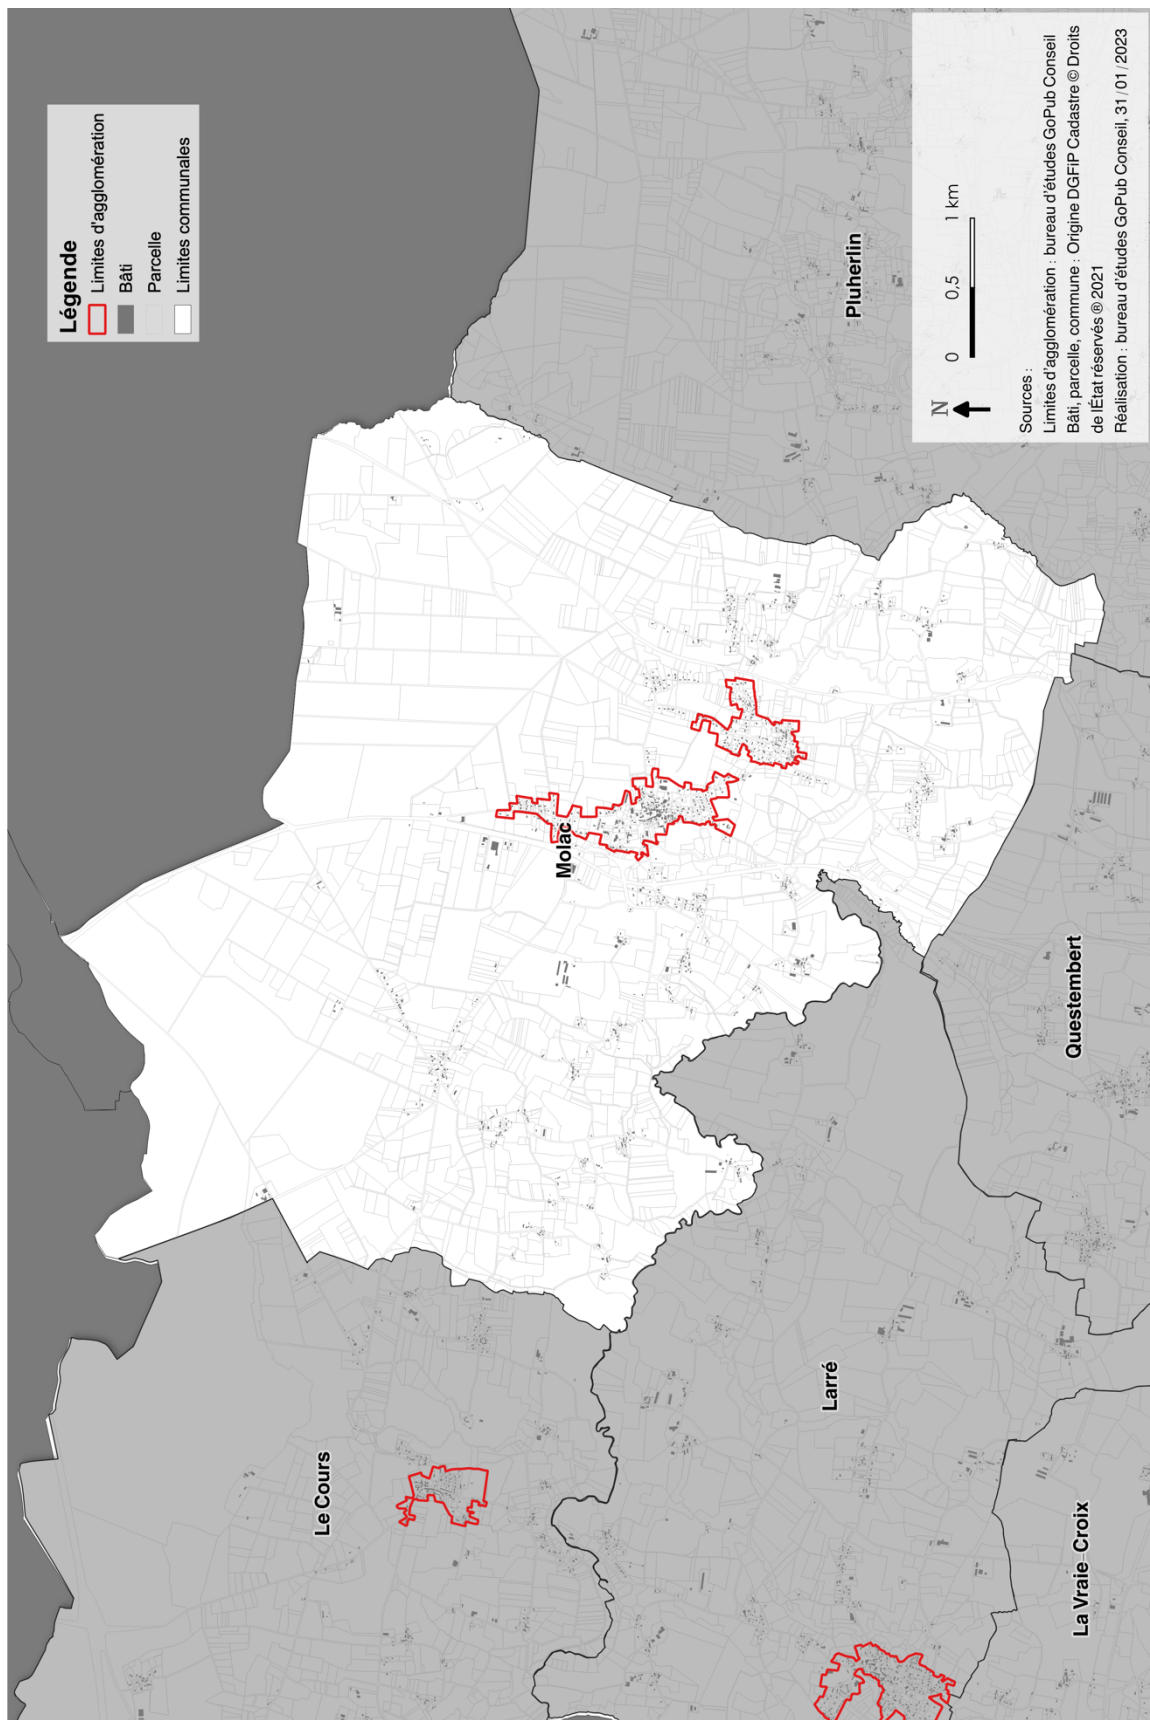 Légende
Limites d'agglomération
Bâti
Parcelle
Limites communales
Le Cours
Molac
Pluherlin
Larré
Questembert
La Vraie-Croix
N
0
0,5
1 km
Sources :
Limites d'agglomération : bureau d'études GoPub Conseil
Bâti, parcelle, commune : Origine DGFiP Cadastre © Droits
de lÉtat réservés ® 2021
Réalisation : bureau d'études GoPub Conseil, 31/01/2023